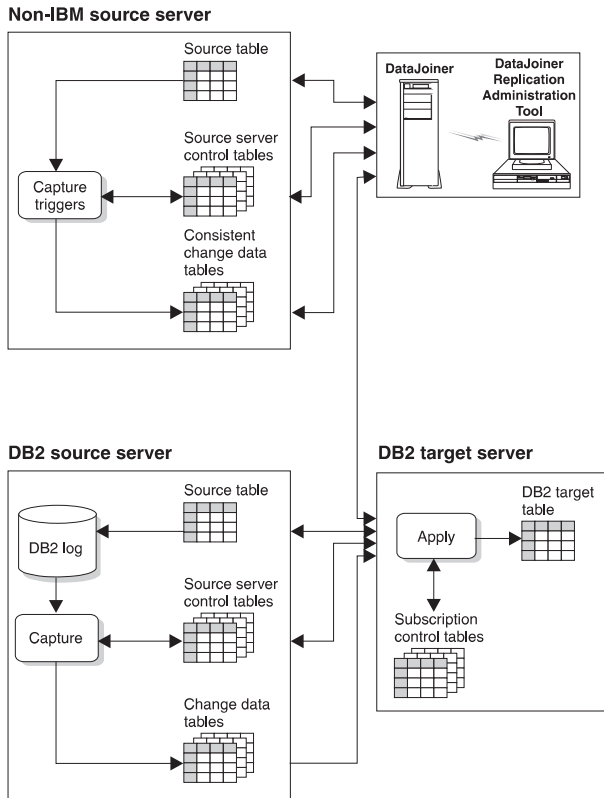 Non-IBM source server
Source table
Source server
control tables
Capture
triggers
Consistent
change data
tables
DataJoiner
DataJoiner
Replication
Administration
Tool
DB2 source server
Source table
DB2 log
Source server
control tables
Capture
Change data
tables
DB2 target server
DB2 target
table
Apply
Subscription
control tables